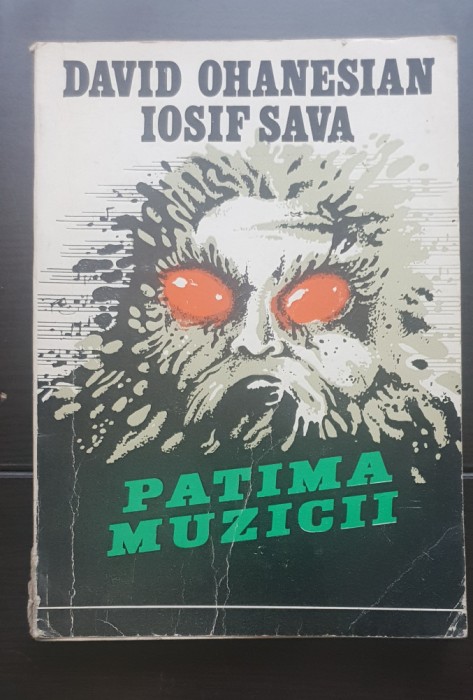 DAVID OHANESIAN
IOSIF SAVA
PATIMA
MUZICII